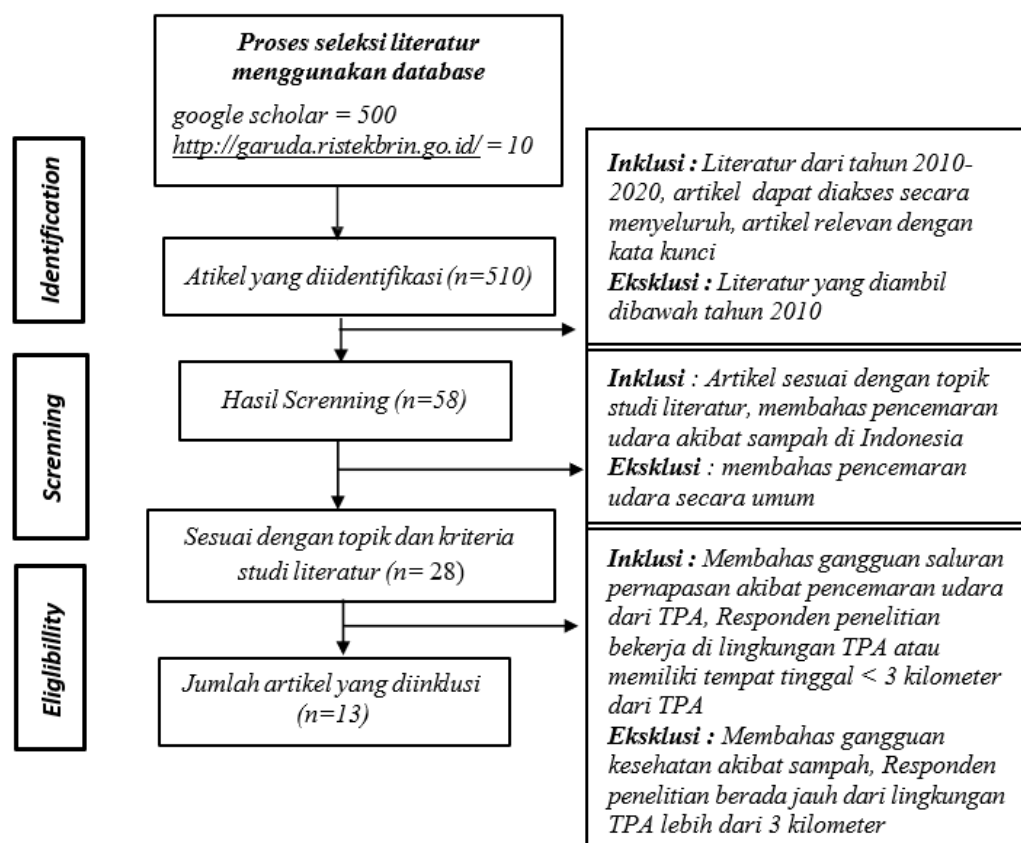 Proses seleksi literatur
menggunakan database
google scholar = 500
http://garuda.ristekbrin.go.id/ = 10
Identification
Atikel yang diidentifikasi (n=510)
Inklusi : Literatur dari tahun 2010-
2020, artikel dapat diakses secara
menyeluruh, artikel relevan dengan
kata kunci
Eksklusi : Literatur yang diambil
dibawah tahun 2010
Screnning
Hasil Screnning (n=58)
Inklusi : Artikel sesuai dengan topik
studi literatur, membahas pencemaran
udara akibat sampah di Indonesia
Eksklusi : membahas pencemaran
udara secara umum
Sesuai dengan topik dan kriteria
studi literatur (n= 28)
Eliglibillity
Jumlah artikel yang diinklusi
(n=13)
Inklusi : Membahas gangguan saluran
pernapasan akibat pencemaran udara
dari TPA, Responden penelitian
bekerja di lingkungan TPA atau
memiliki tempat tinggal < 3 kilometer
dari TPA
Eksklusi : Membahas gangguan
kesehatan akibat sampah, Responden
penelitian berada jauh dari lingkungan
TPA lebih dari 3 kilometer